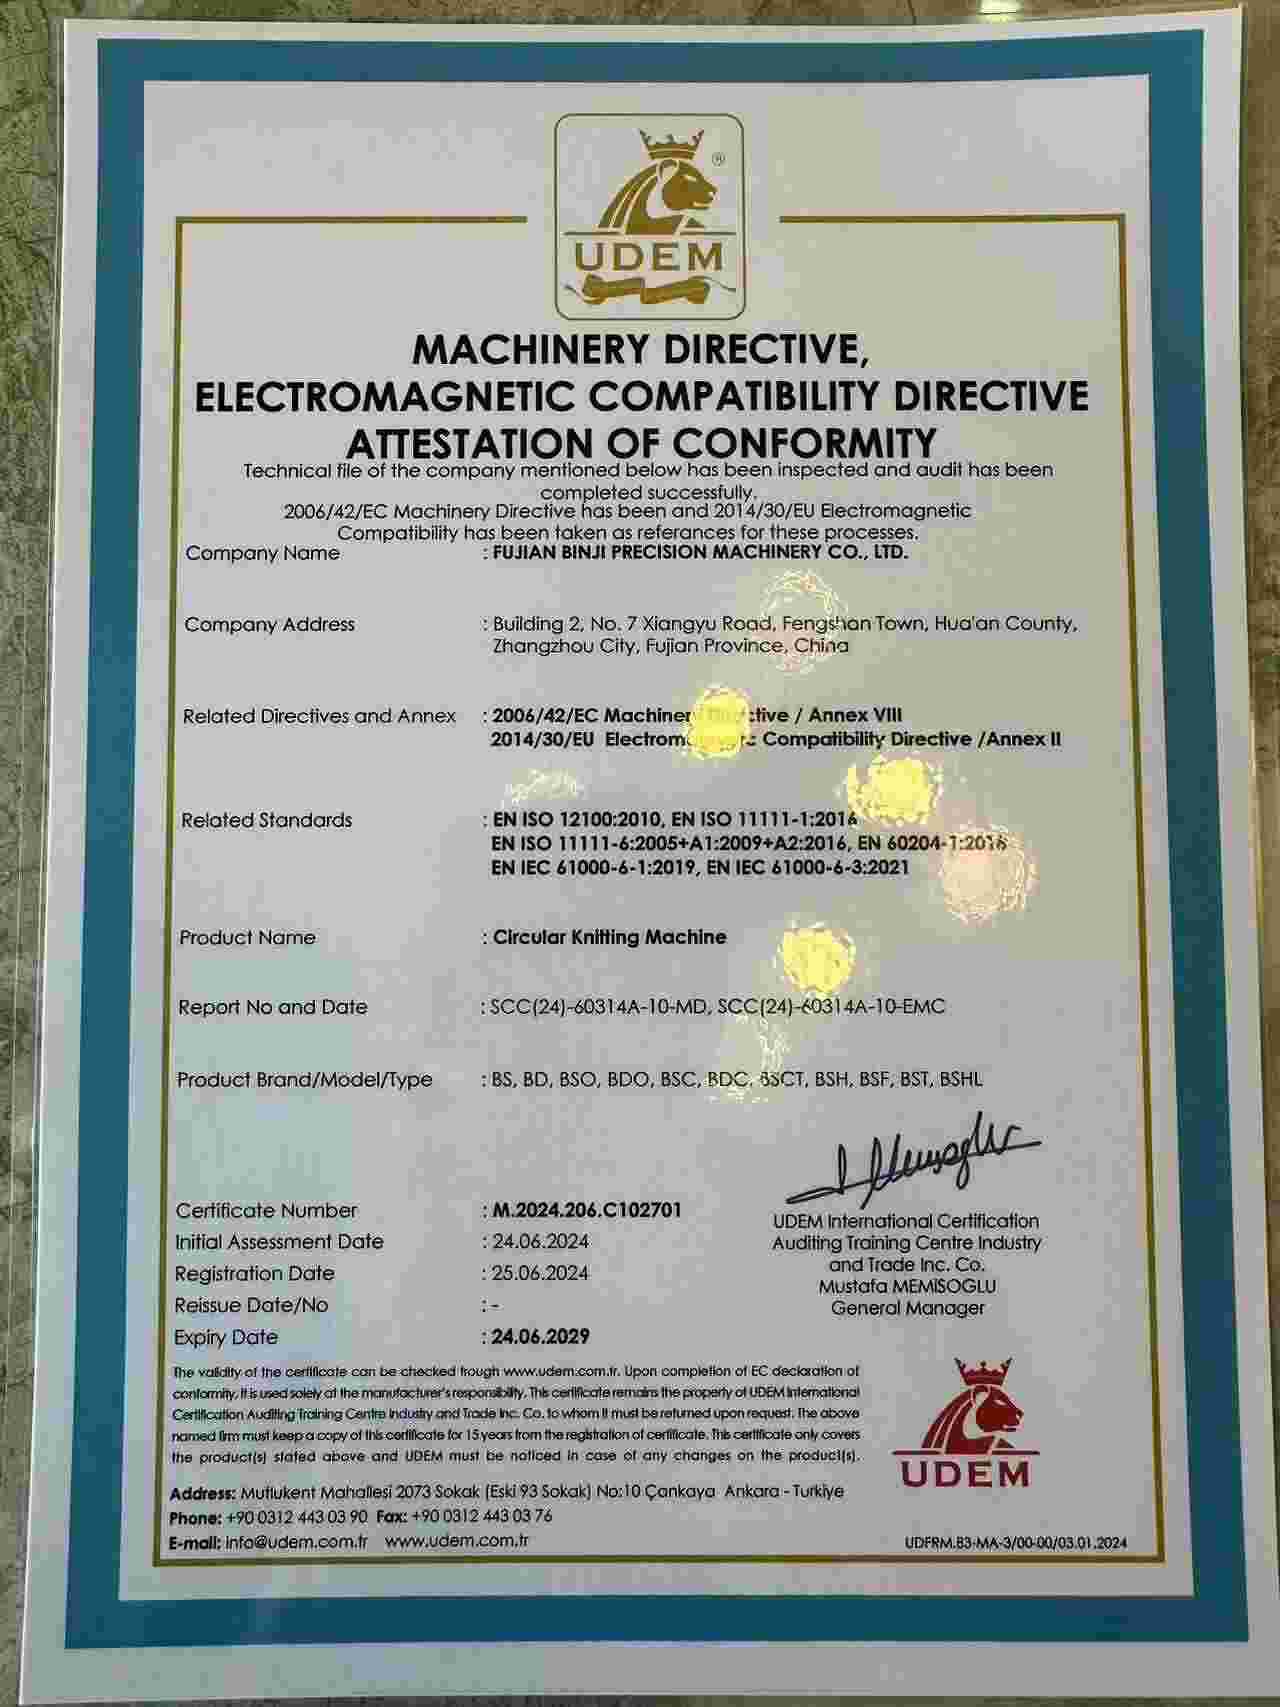 ®
UDEM
MACHINERY DIRECTIVE,
ELECTROMAGNETIC COMPATIBILITY DIRECTIVE
ATTESTATION OF CONFORMITY
Technical file of the company mentioned below has been inspected and audit has been
completed successfully.
2006/42/EC Machinery Directive has been and 2014/30/EU Electromagnetic
Compatibility has been taken as referances for these processes.
Company Name : FUJIAN BINJI PRECISION MACHINERY CO., LTD.
Company Address : Building 2, No. 7 Xiangyu Road, Fengshan Town, Hua'an County,
Zhangzhou City, Fujian Province, China
Related Directives and Annex : 2006/42/EC Machinery Directive / Annex VIII
2014/30/EU Electromagnetic Compatibility Directive /Annex II
Related Standards : EN ISO 12100:2010, EN ISO 11111-1:2016
EN ISO 11111-6:2005+A1:2009+A2:2016, EN 60204-1:2018
EN IEC 61000-6-1:2019, EN IEC 61000-6-3:2021
Product Name : Circular Knitting Machine
Report No and Date : SCC(24)-60314A-10-MD, SCC(24)-60314A-10-EMC
Product Brand/Model/Type : BS, BD, BSO, BDO, BSC, BDC, BSCT, BSH, BSF, BST, BSHL
Certificate Number : M.2024.206.C102701
Initial Assessment Date : 24.06.2024
Registration Date : 25.06.2024
Reissue Date/No : -
Expiry Date : 24.06.2029
UDEM International Certification
Auditing Training Centre Industry
and Trade Inc. Co.
Mustafa MEMİSOGLU
General Manager
The validity of the certificate can be checked trough www.udem.com.tr. Upon completion of EC declaration of
conformity, it is used solely at the manufacturer's responsibility. This certificate remains the property of UDEM International
Certification Auditing Training Centre Industry and Trade Inc. Co. to whom it must be returned upon request. The above
named firm must keep a copy of this certificate for 15 years from the registration of certificate. This certificate only covers
the product(s) stated above and UDEM must be noticed in case of any changes on the product(s).
UDEM
Address: Mutlukent Mahallesi 2073 Sokak (Eski 93 Sokak) No:10 Çankaya Ankara - Turkiye
Phone: +90 0312 443 03 90 Fax: +90 0312 443 03 76
E-mail: info@udem.com.tr www.udem.com.tr
UDFRM.B3-MA-3/00-00/03.01.2024